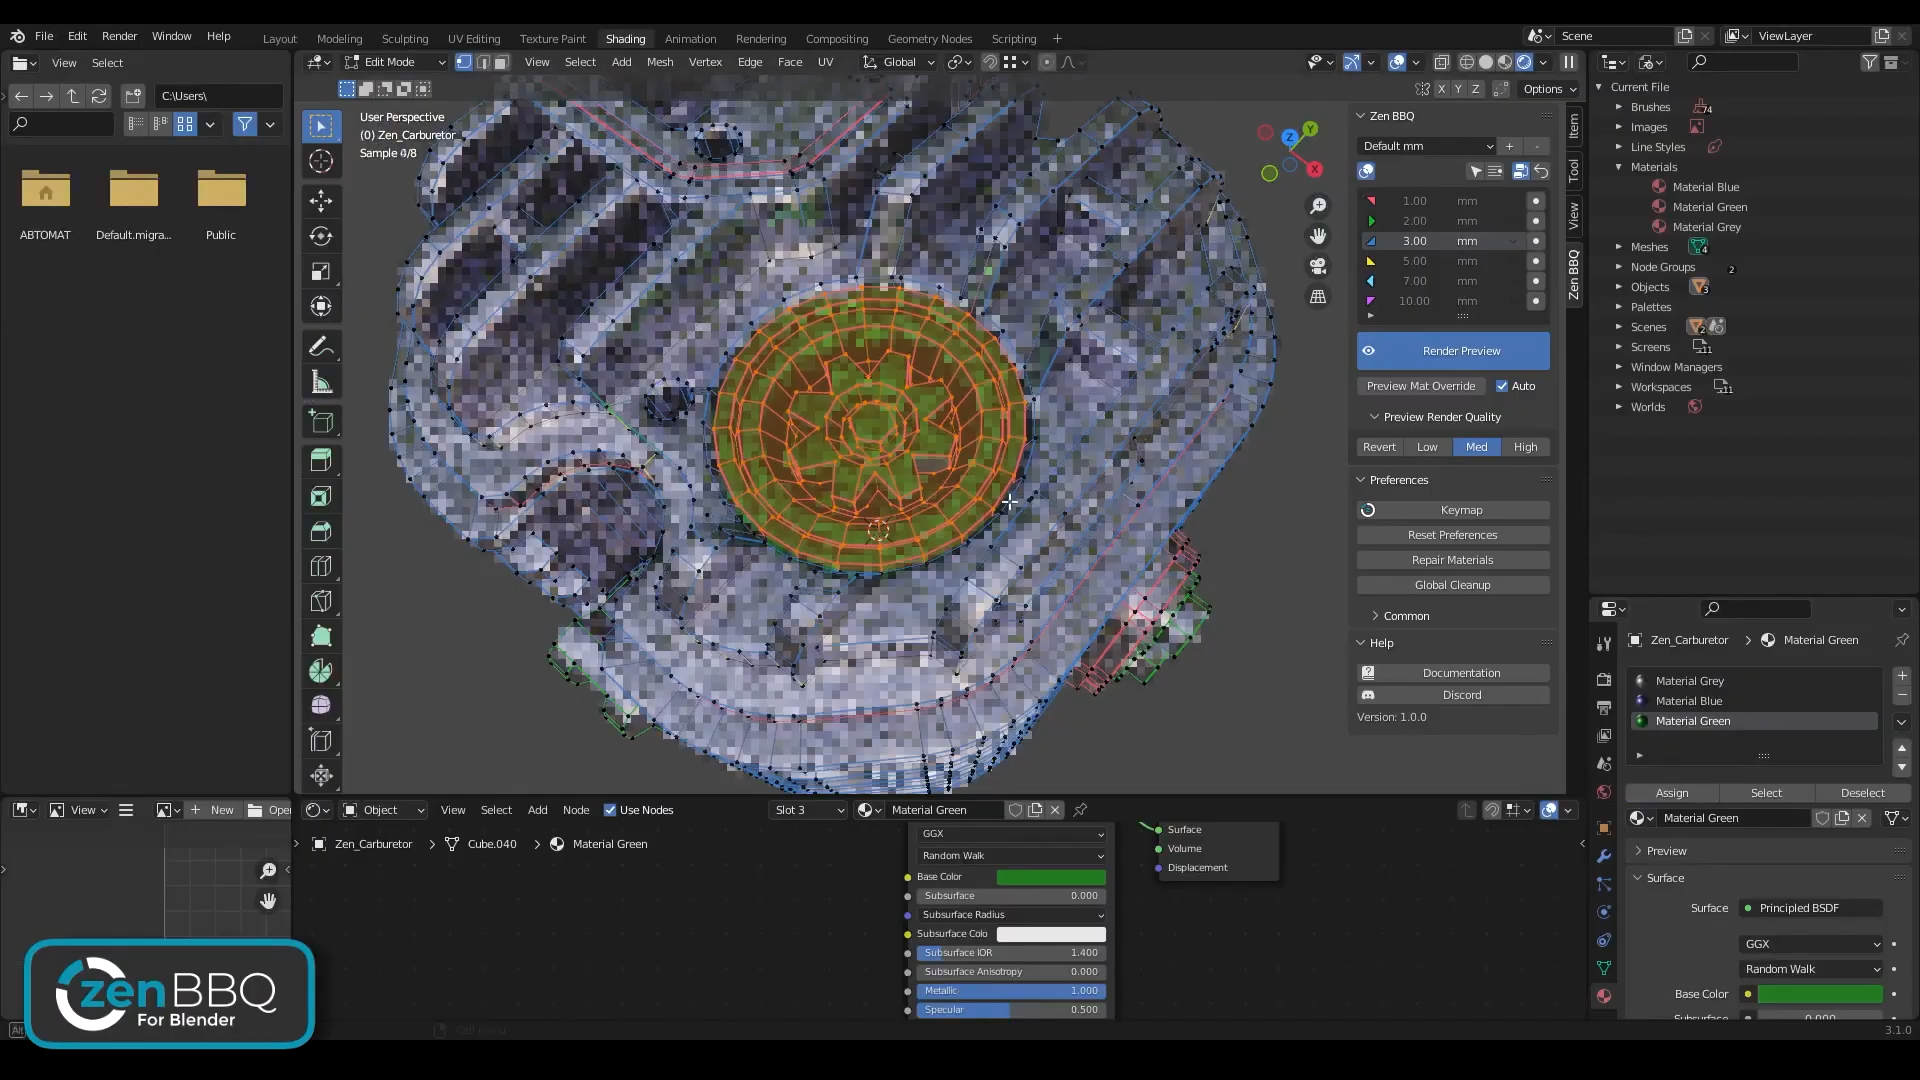 File Edit Render Window Help
Layout Modeling Sculpting UV Editing Texture Paint Shading Animation Rendering Compositing Geometry Nodes Scripting +
Scene
ViewLayer
View Select
C:\Users\
ABTOMAT
Default.migra...
Public
Edit Mode View Select Add Mesh Vertex Edge Face UV Global
X Y Z Options
User Perspective
(0) Zen_Carburetor
Sample 0/8
Z Y X
Zen BBQ
Default mm + -
1.00 mm
2.00 mm
3.00 mm
5.00 mm
7.00 mm
10.00 mm
Render Preview
Preview Mat Override Auto
Preview Render Quality
Revert Low Med High
Preferences
Keymap
Reset Preferences
Repair Materials
Global Cleanup
Common
Help
Documentation
Discord
Version: 1.0.0
Item
Tool
View
Zen BBQ
Current File
Brushes 74
Images
Line Styles
Materials
Material Blue
Material Green
Material Grey
Meshes 4
Node Groups 2
Objects 3
Palettes
Scenes 2
Screens 11
Window Managers
Workspaces 11
Worlds
Zen_Carburetor > Material Green
Material Grey
Material Blue
Material Green
Assign Select Deselect
Material Green
Preview
Surface
Surface Principled BSDF
GGX
Random Walk
Base Color
3.1.0
View + New Open
Object View Select Add Node Use Nodes Slot 3 Material Green
Zen_Carburetor > Cube.040 > Material Green
GGX
Random Walk
Base Color
Subsurface 0.000
Subsurface Radius
Subsurface Colo
Subsurface IOR 1.400
Subsurface Anisotropy 0.000
Metallic 1.000
Specular 0.500
Surface
Volume
Displacement
zen BBQ
For Blender